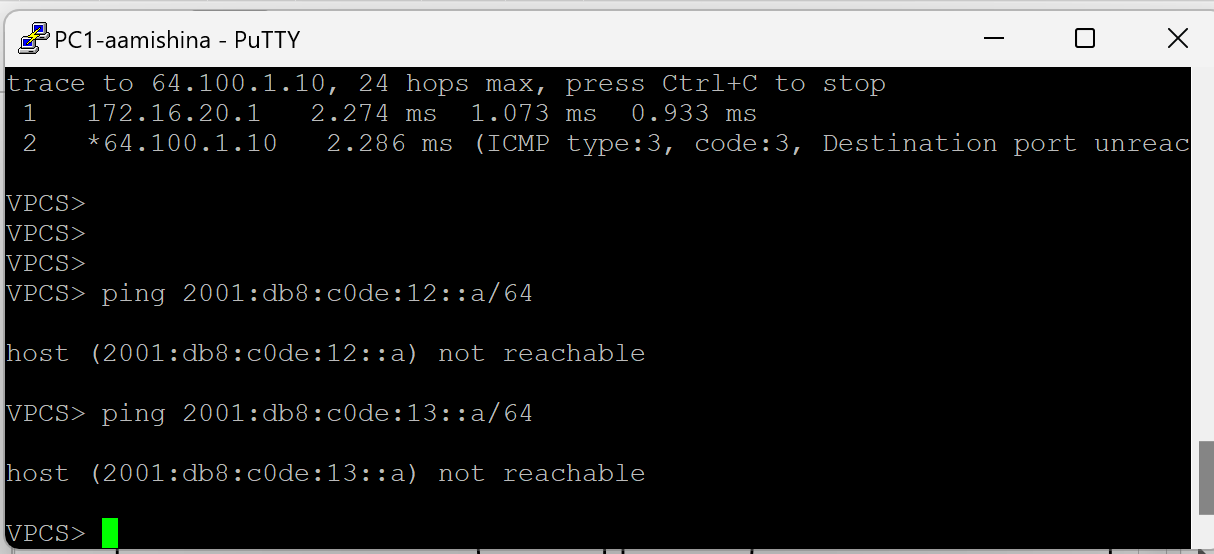 PC1-aamishina - PuTTY
trace to 64.100.1.10, 24 hops max, press Ctrl+C to stop
1 172.16.20.1 2.274 ms 1.073 ms 0.933 ms
2 *64.100.1.10 2.286 ms (ICMP type:3, code:3, Destination port unreac
VPCS>
VPCS>
VPCS>
VPCS> ping 2001:db8:c0de:12::a/64
host (2001:db8:c0de:12::a) not reachable
VPCS> ping 2001:db8:c0de:13::a/64
host (2001:db8:c0de:13::a) not reachable
VPCS>